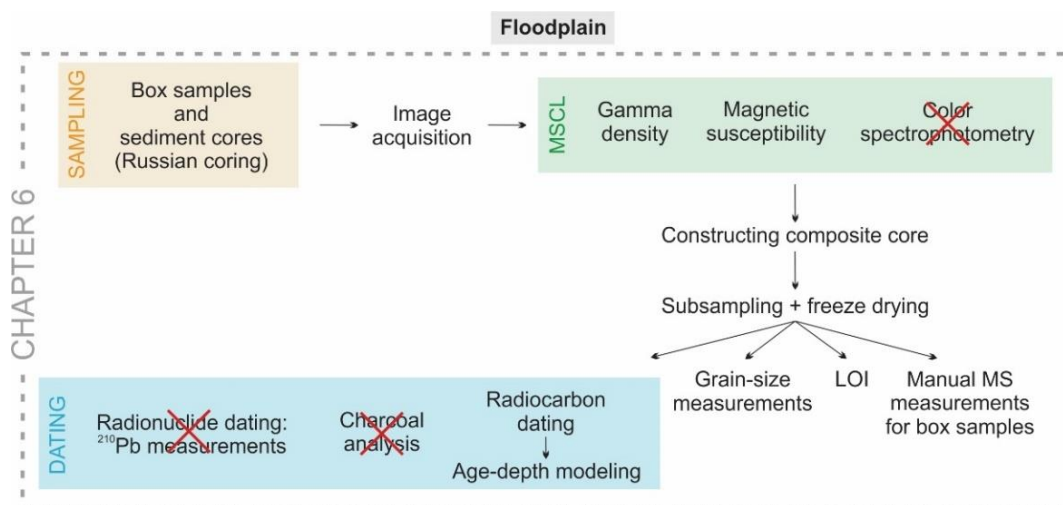 Floodplain
CHAPTER 6
SAMPLING
Box samples
and
sediment cores
(Russian coring)
Image
acquisition
MSCL
Gamma
density
Magnetic
susceptibility
Color
spectrophotometry
Constructing composite core
Subsampling + freeze drying
Grain-size
measurements
LOI
Manual MS
measurements
for box samples
DATING
Radionuclide dating:
²¹⁰Pb measurements
Charcoal
analysis
Radiocarbon
dating
Age-depth modeling